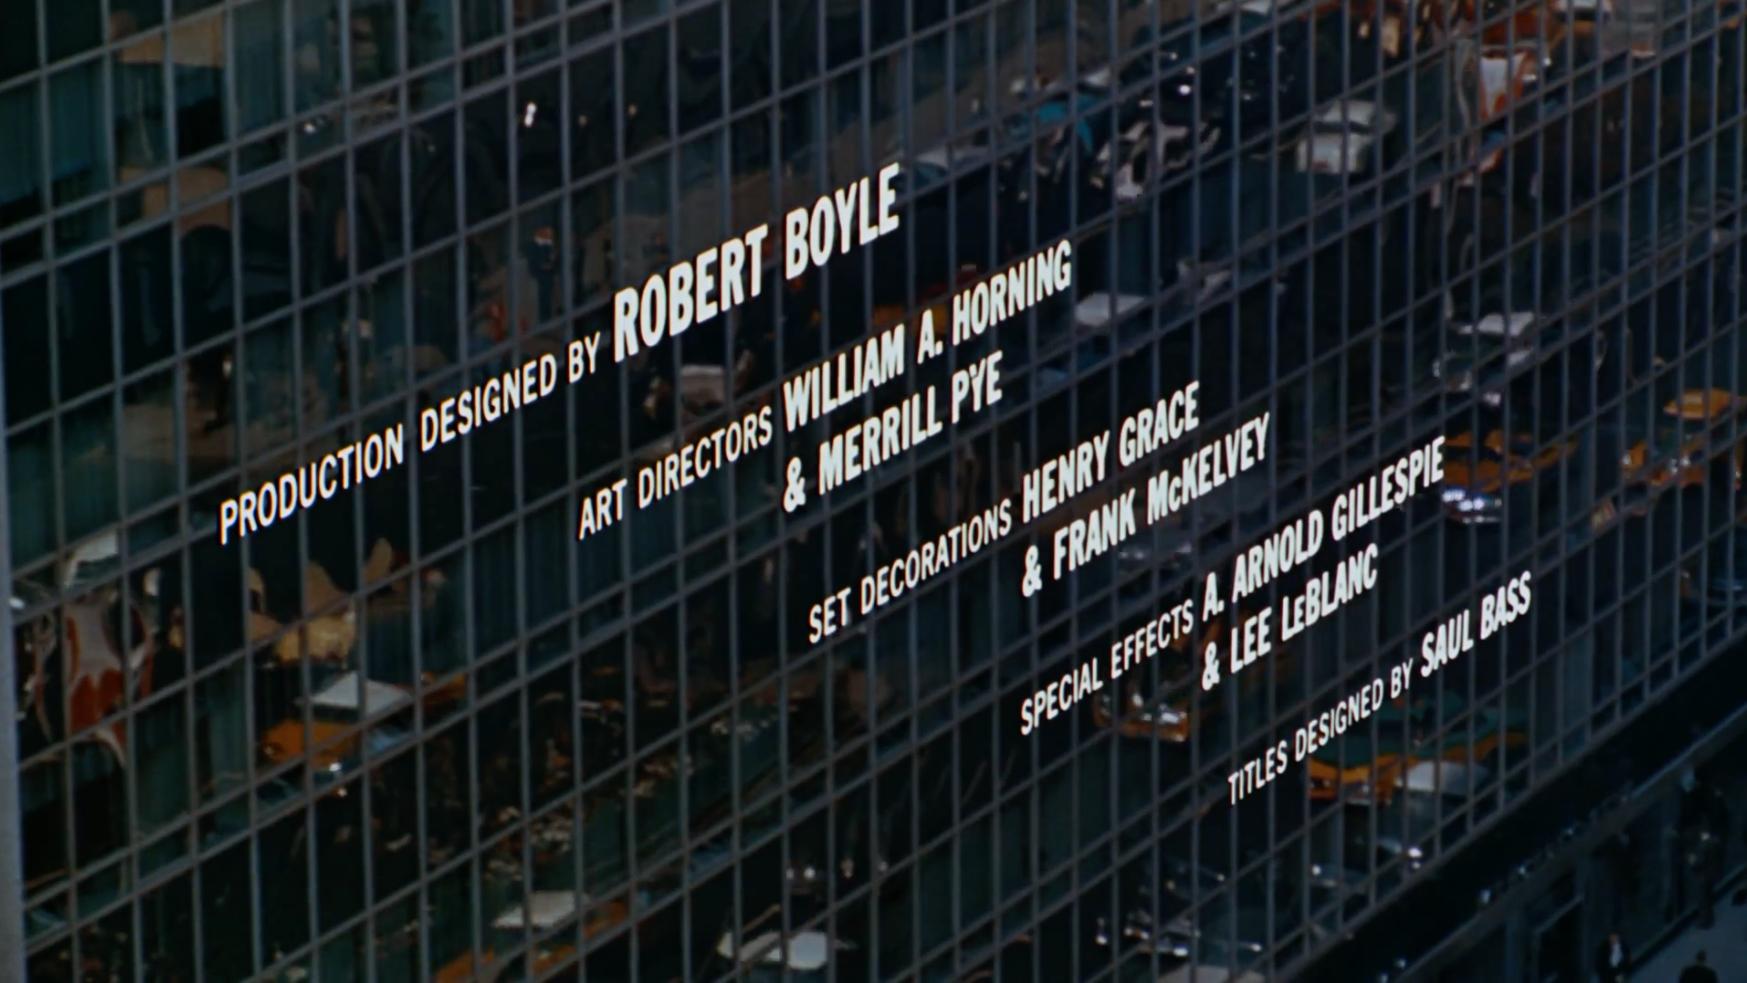 PRODUCTION DESIGNED BY ROBERT BOYLE
ART DIRECTORS WILLIAM A. HORNING
& MERRILL PYE
SET DECORATIONS HENRY GRACE
& FRANK McKELVEY
SPECIAL EFFECTS A. ARNOLD GILLESPIE
& LEE LeBLANC
TITLES DESIGNED BY SAUL BASS